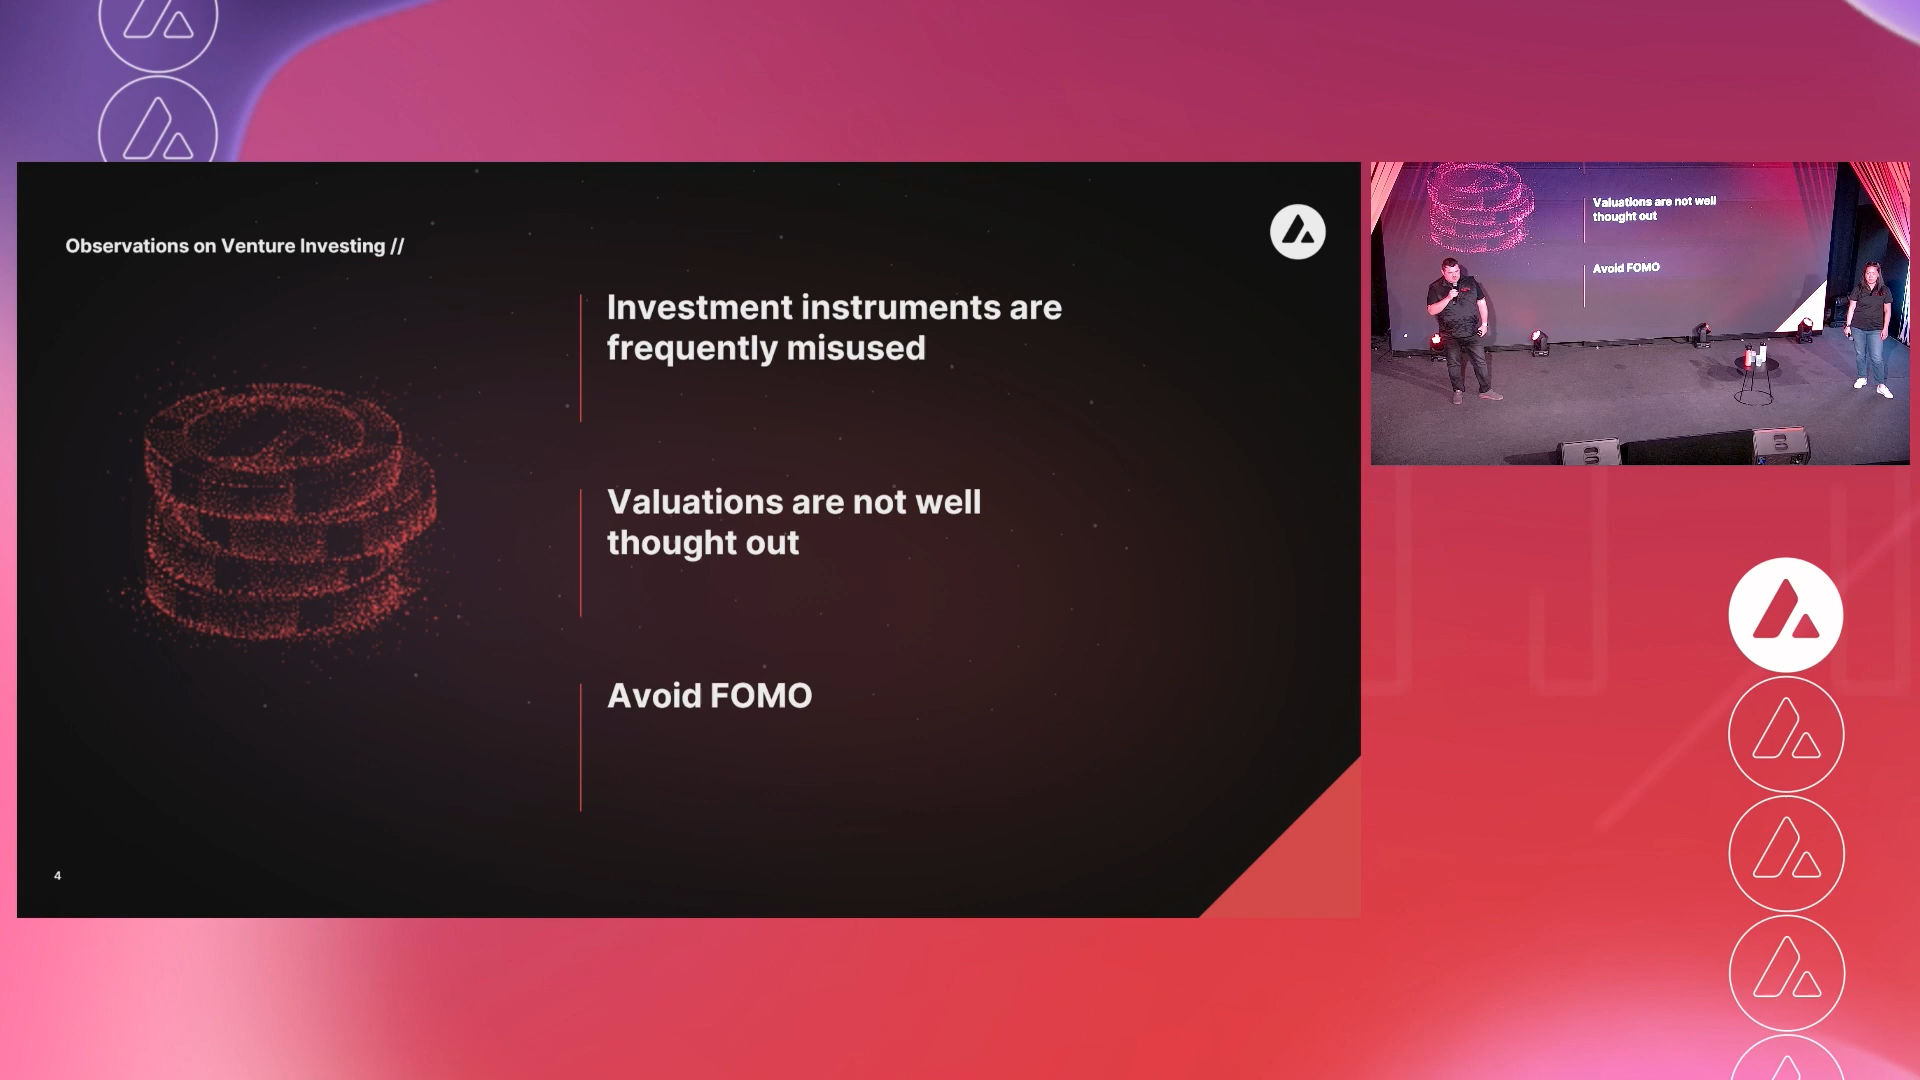 Observations on Venture Investing //
Investment instruments are
frequently misused
Valuations are not well
thought out
Avoid FOMO
4
Valuations are not well
thought out
Avoid FOMO